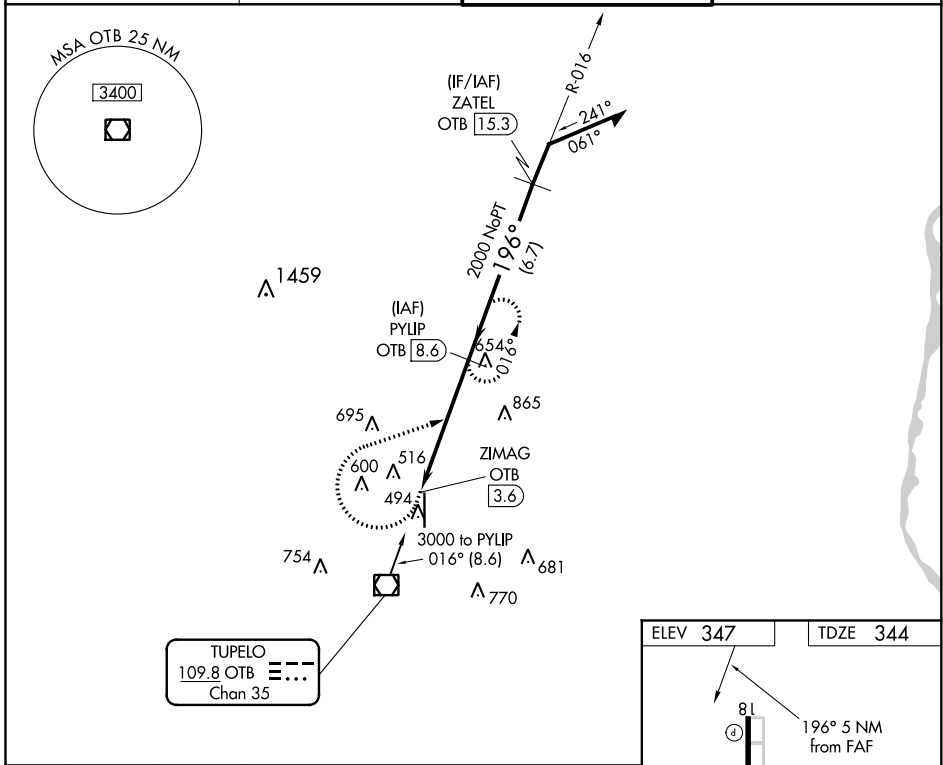 MSA OTB 25 NM
3400
R-016
(IF/IAF)
ZATEL
OTB 15.3
241°
061°
2000 NoPT
196°
(6.7)
1459
(IAF)
PYLIP
OTB 8.6
654
016°
865
695
ZIMAG
OTB
3.6
600
516
494
3000 to PYLIP
016° (8.6)
754
681
770
TUPELO
109.8 OTB
Chan 35
ELEV 347
TDZE 344
18
P
196° 5 NM
from FAF